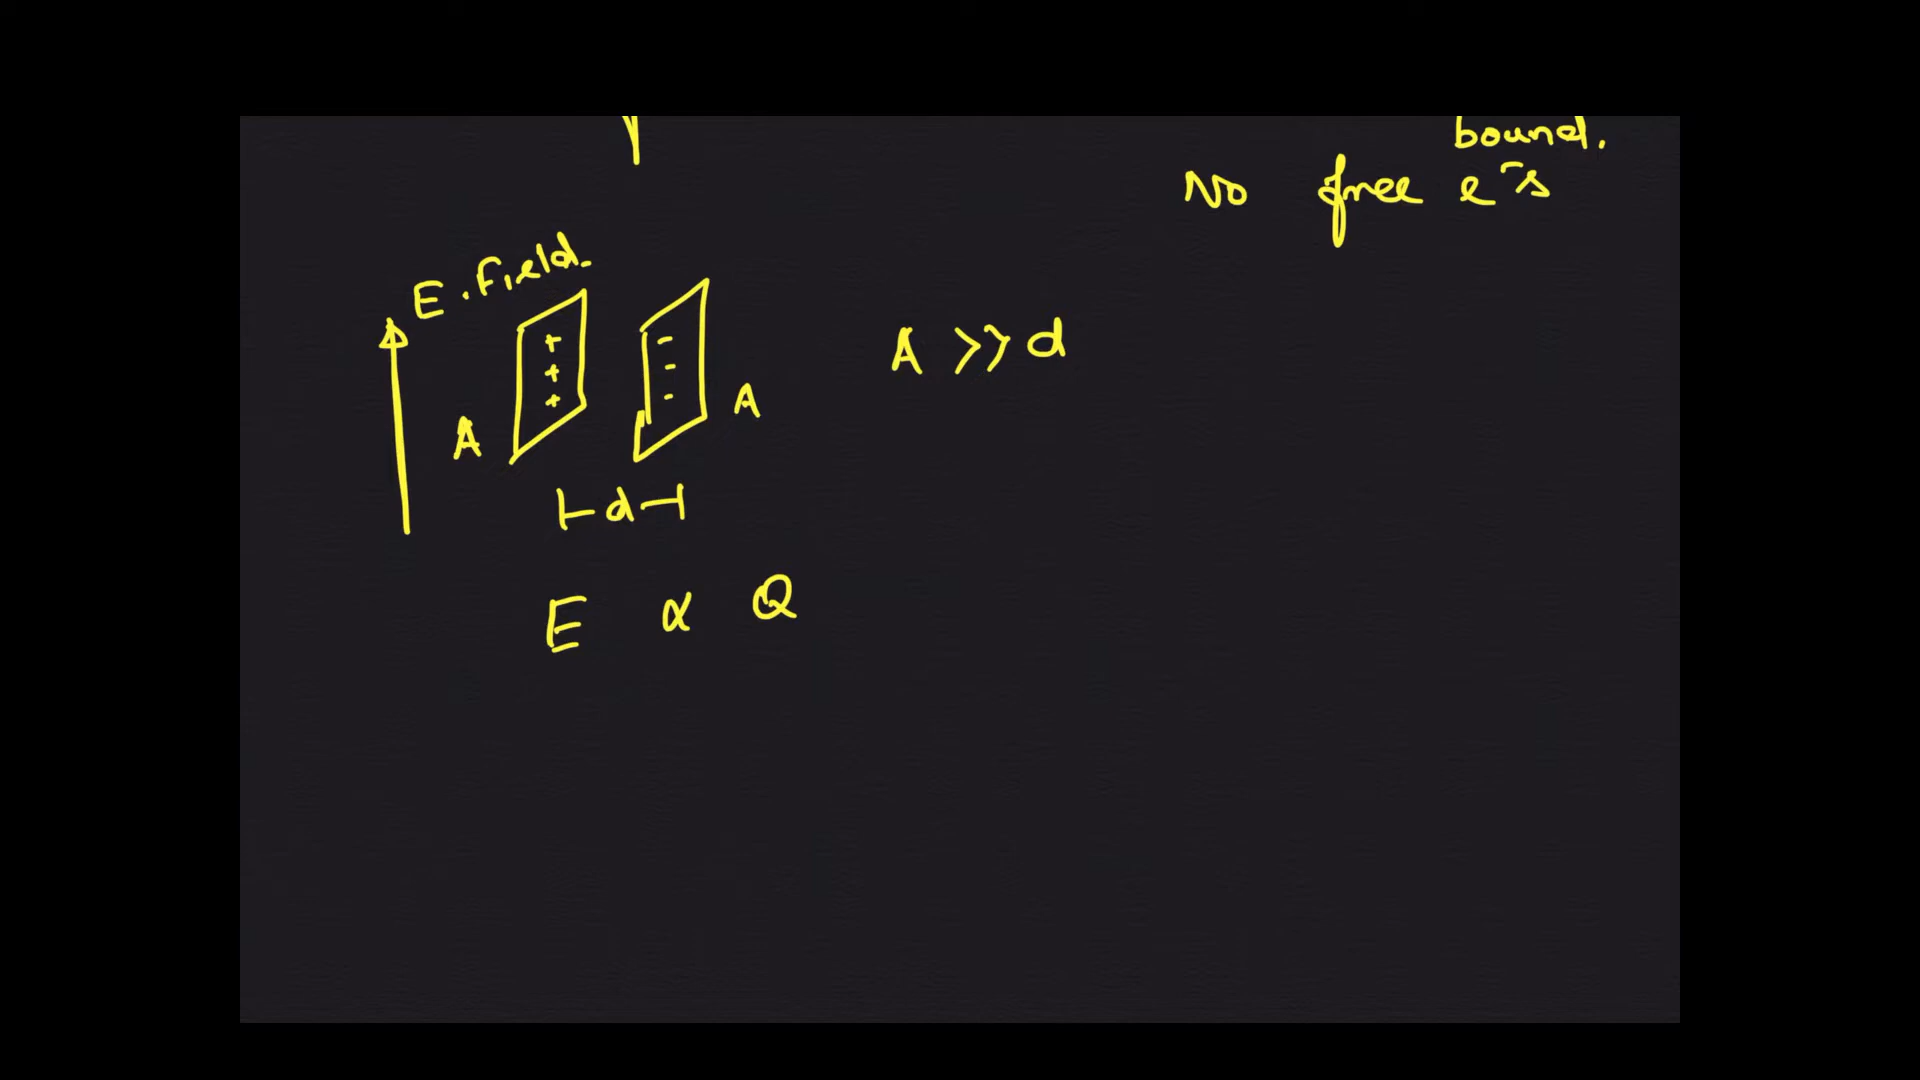 bound.
No free e⁻s
E. Field.
+ -
+ -
+ -
A A
A >> d
⊢d⊣
E ∝ Q